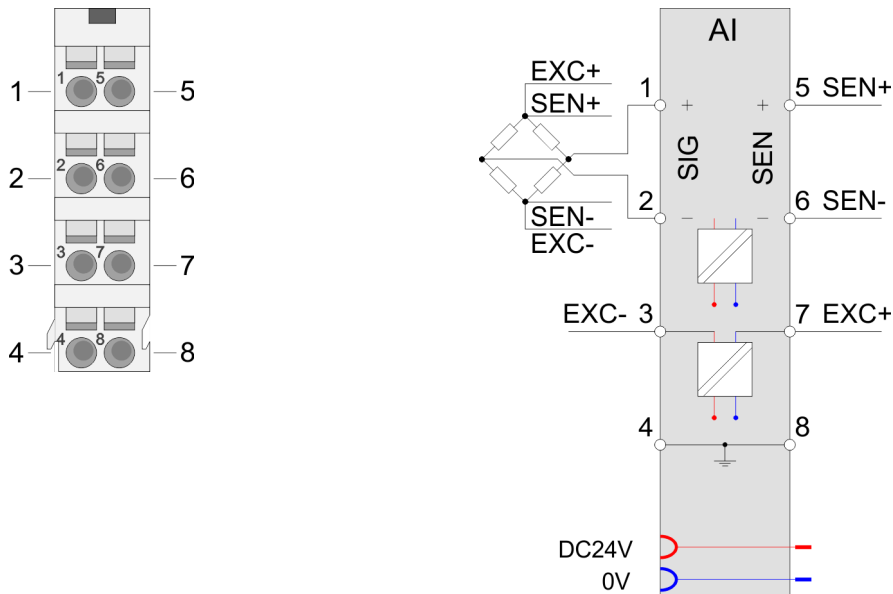 1 5
1 5
2 6
2 6
3 7
3 7
4 8
4 8
AI
EXC+
SEN+
1 + + 5 SEN+
SIG SEN
2 − − 6 SEN-
SEN-
EXC-
EXC- 3 7 EXC+
4 8
DC24V
0V